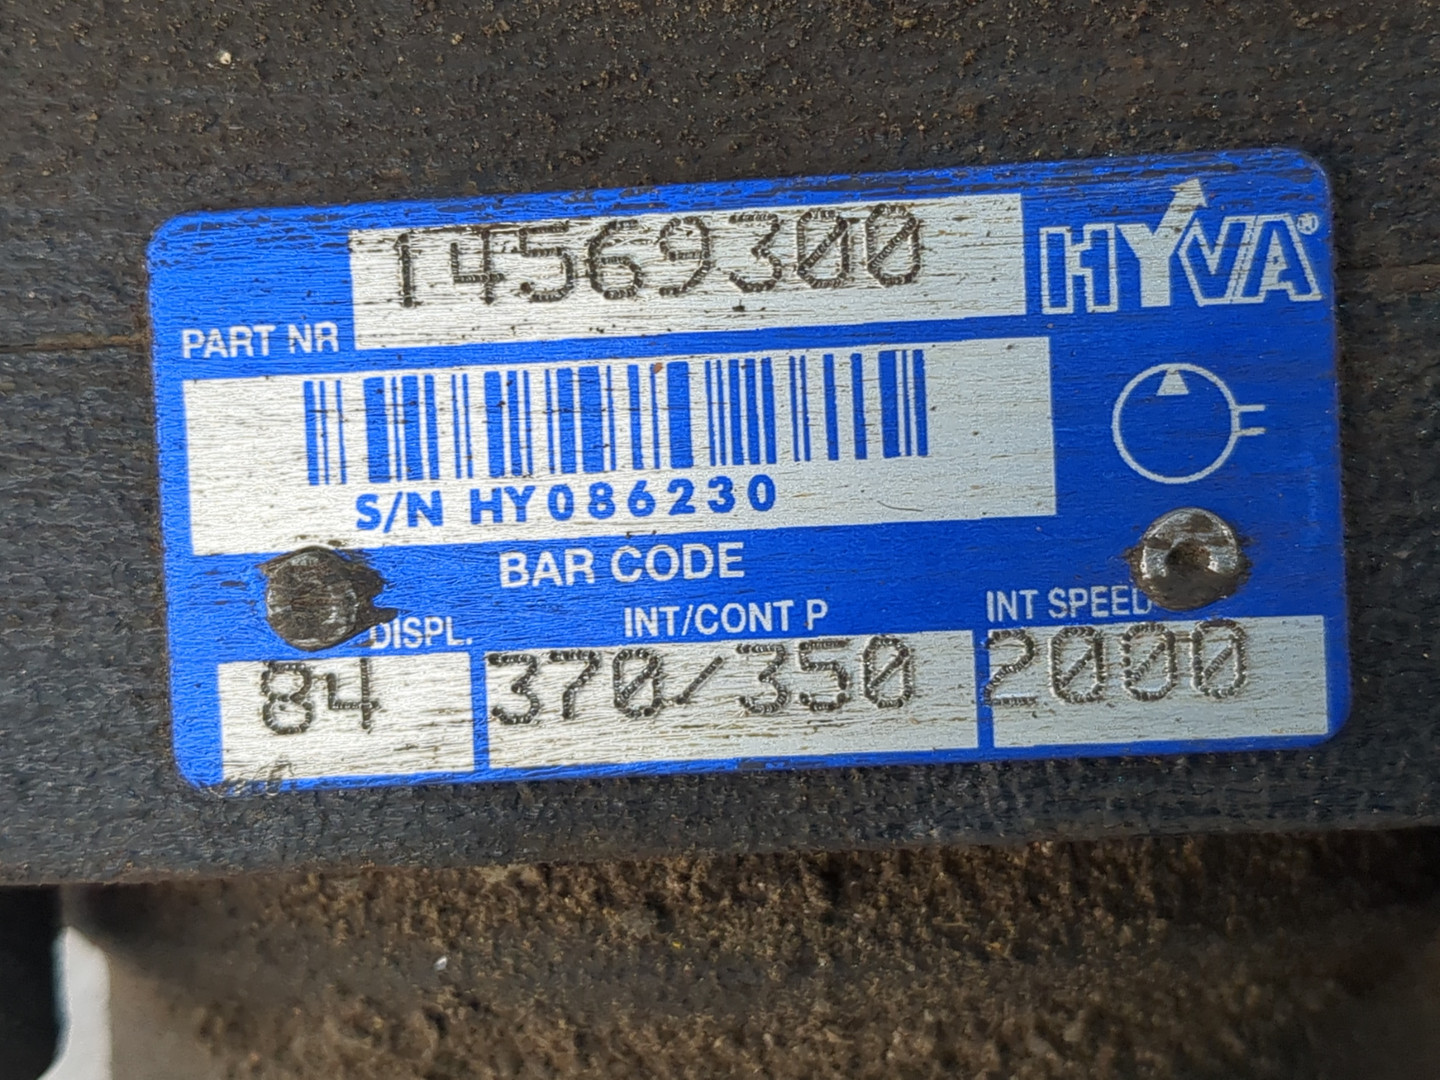 14569300
HYVA®
PART NR
S/N HY086230
BAR CODE
DISPL.
INT/CONT P
INT SPEED
84
370/350
2000